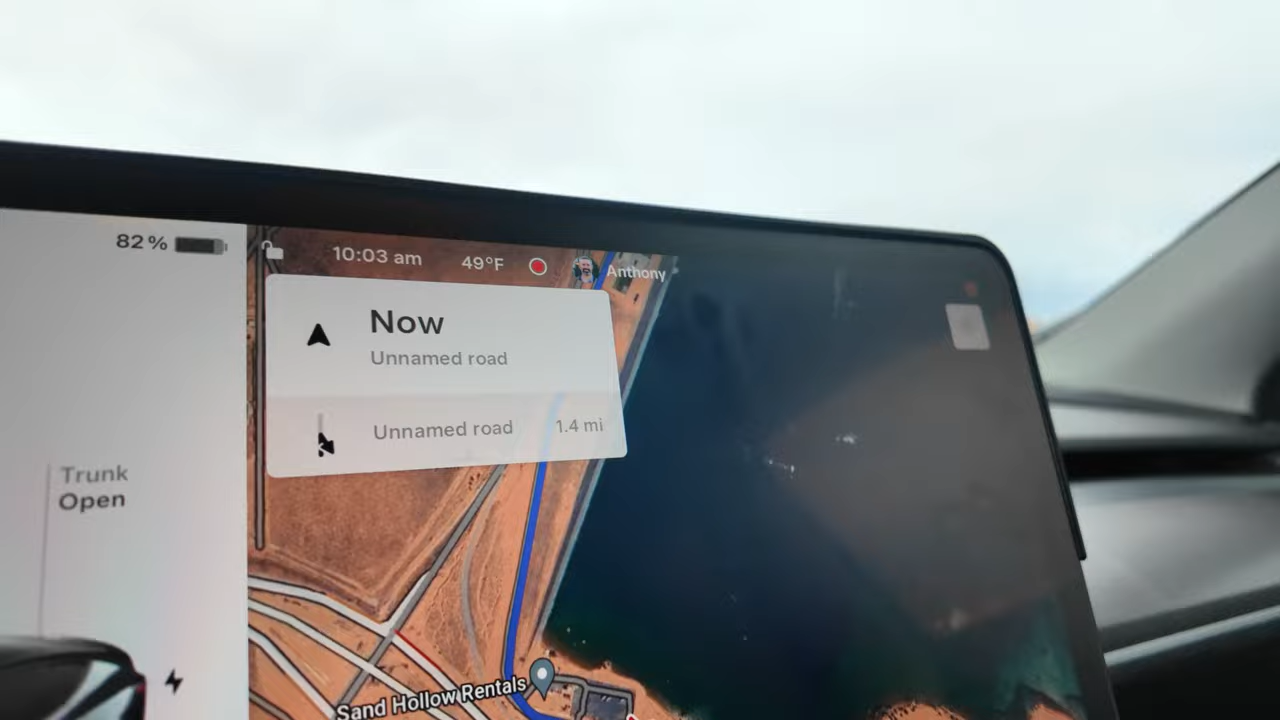 82%
10:03 am
49°F
Anthony
Now
Unnamed road
Unnamed road
1.4 mi
Trunk
Open
Sand Hollow Rentals